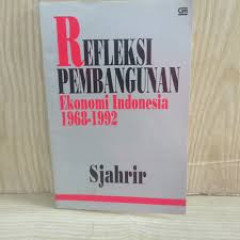 REFLEKSI
PEMBANGUNAN
Ekonomi Indonesia
1968-1992
Sjahrir